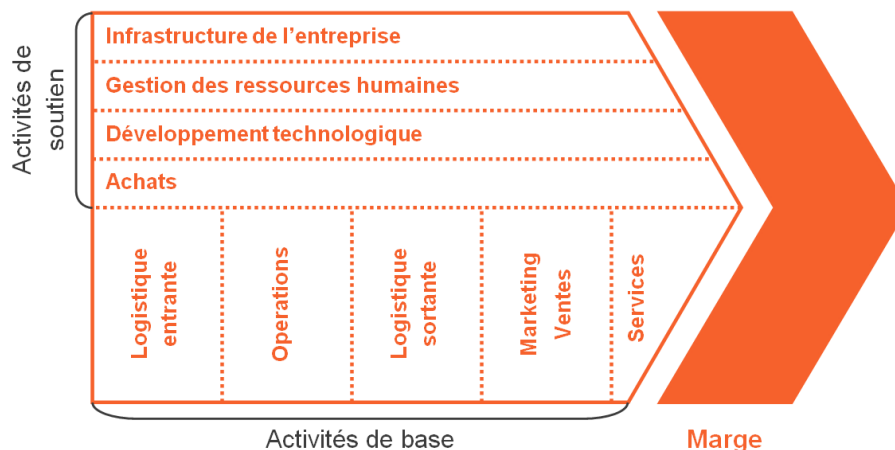 Activités de
soutien
Infrastructure de l'entreprise
Gestion des ressources humaines
Développement technologique
Achats
Logistique
entrante
Operations
Logistique
sortante
Marketing
Ventes
Services
Activités de base
Marge